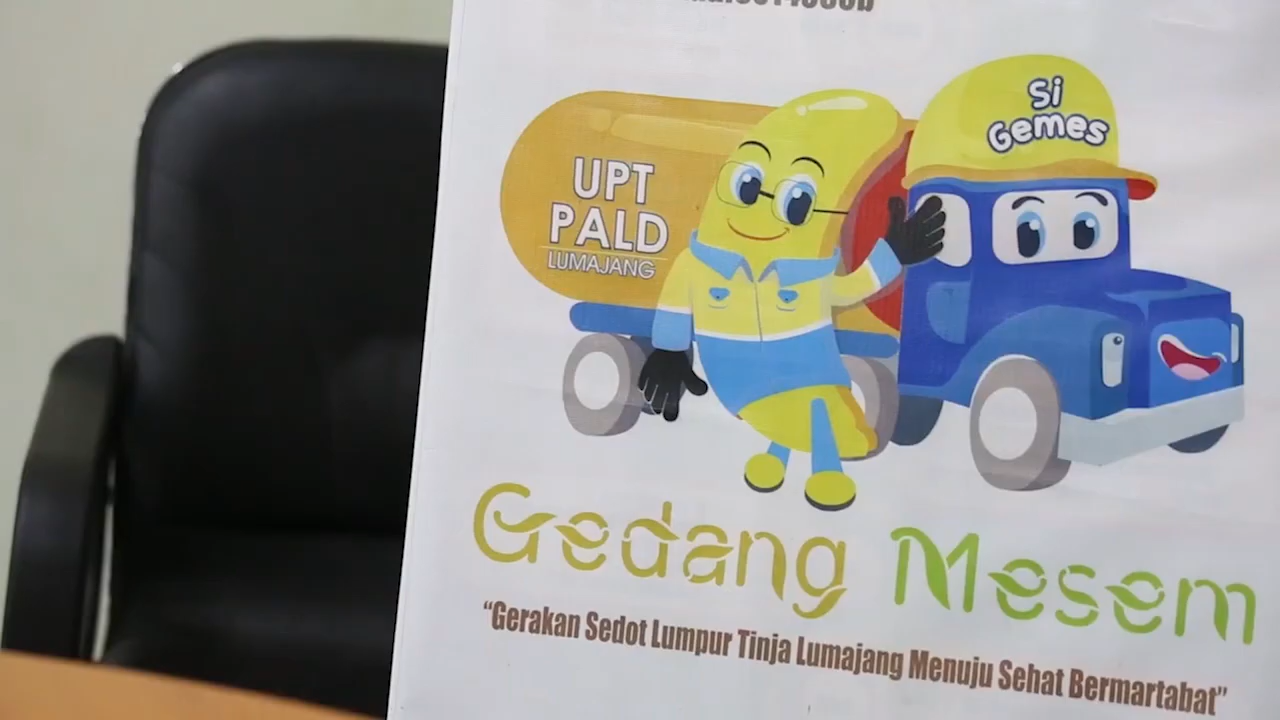 UPT
PALD
LUMAJANG
Si
Gemes
Gedang Mesem
“Gerakan Sedot Lumpur Tinja Lumajang Menuju Sehat Bermartabat”